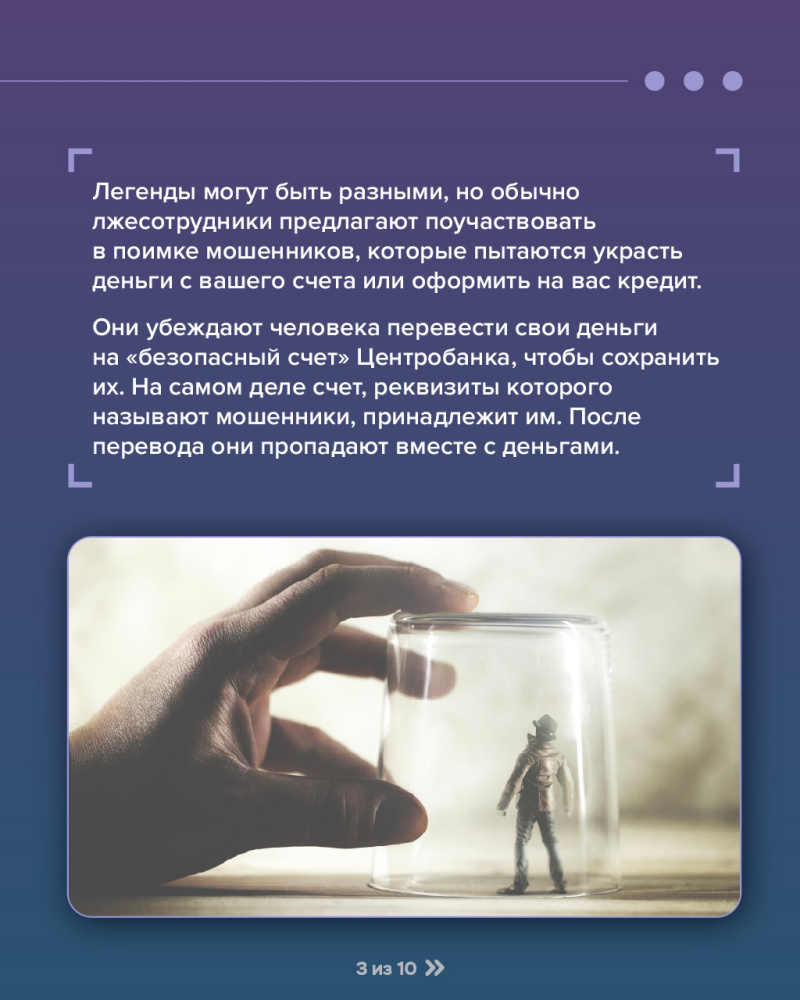 Легенды могут быть разными, но обычно
лжесотрудники предлагают поучаствовать
в поимке мошенников, которые пытаются украсть
деньги с вашего счета или оформить на вас кредит.
Они убеждают человека перевести свои деньги
на «безопасный счет» Центробанка, чтобы сохранить
их. На самом деле счет, реквизиты которого
называют мошенники, принадлежит им. После
перевода они пропадают вместе с деньгами.
3 из 10